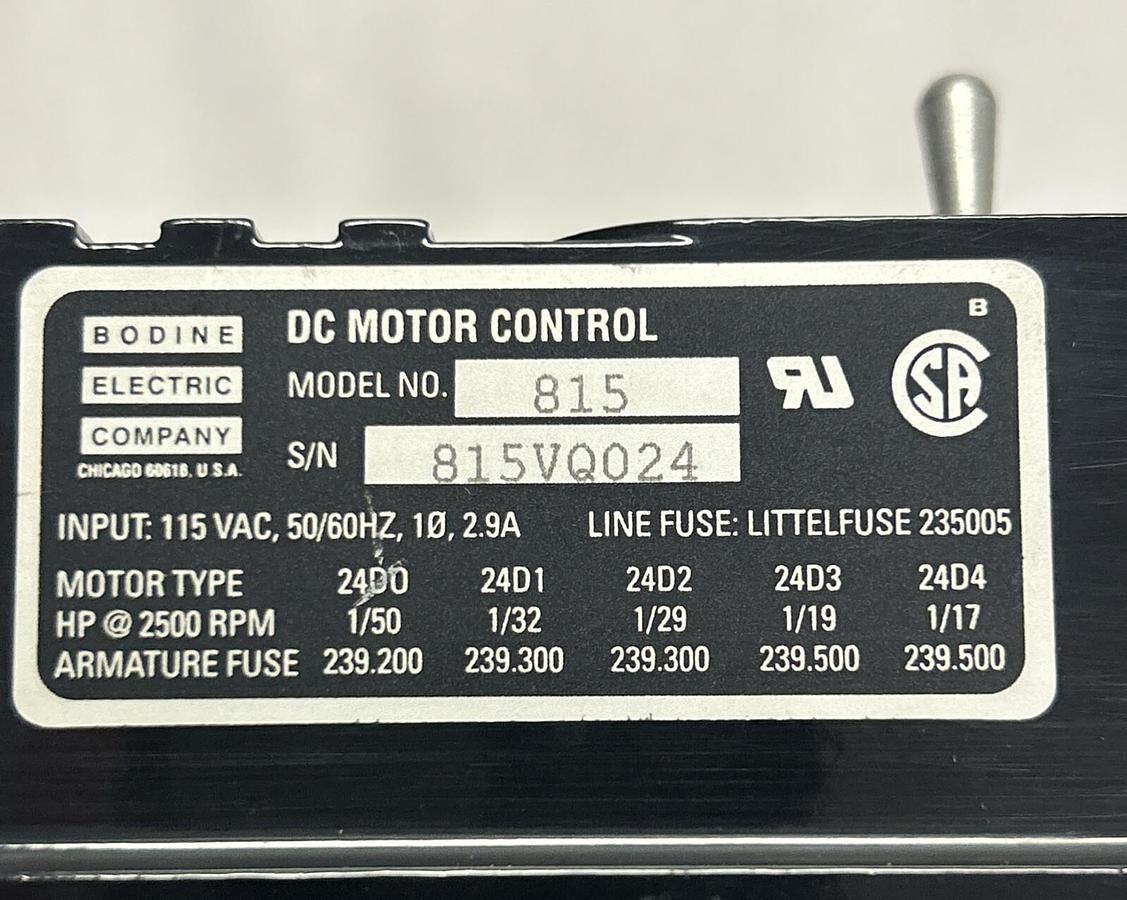 B
BODINE
ELECTRIC
COMPANY
CHICAGO 60618, U S.A.
DC MOTOR CONTROL
MODEL NO. 815
S/N 815VQ024
INPUT: 115 VAC, 50/60HZ, 1Ø, 2.9A LINE FUSE: LITTELFUSE 235005
MOTOR TYPE 24D0 24D1 24D2 24D3 24D4
HP @ 2500 RPM 1/50 1/32 1/29 1/19 1/17
ARMATURE FUSE 239.200 239.300 239.300 239.500 239.500
RU
CSA